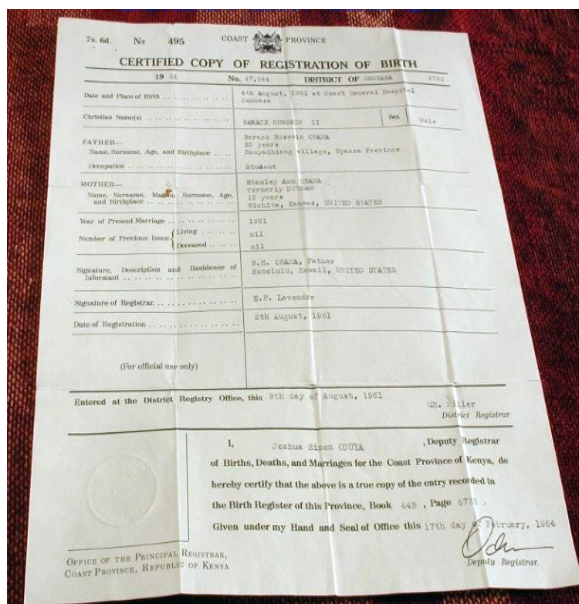 7s. 6d. No 495 COAST PROVINCE
CERTIFIED COPY OF REGISTRATION OF BIRTH
19 64 No. 47,044 DISTRICT OF MOMBASA 5733
Date and Place of Birth 4th August, 1961 at Coast General Hospital
Mombasa
Christian Name(s) BARACK HUSSEIN II Sex Male
FATHER— Barack Hussein OBAMA
Name, Surname, Age, and Birthplace 25 years
Kanyadhiang village, Nyanza Province
Occupation Student
MOTHER— Stanley Ann OBAMA
Name, Surname, Maiden Surname, Age, formerly DUNHAM
and Birthplace 18 years
Wichita, Kansas, UNITED STATES
Year of Present Marriage 1961
Number of Previous Issue Living nil
Deceased nil
Signature, Description and Residence of B.H. OBAMA, Father
Informant Honolulu, Hawaii, UNITED STATES
Signature of Registrar E.F. Lavender
Date of Registration 8th August, 1961
(For official use only)
Entered at the District Registry Office, this 9th day of August, 1961
Miller
District Registrar
I, Joshua Simon ODUYA, Deputy Registrar
of Births, Deaths, and Marriages for the Coast Province of Kenya, do
hereby certify that the above is a true copy of the entry recorded in
the Birth Register of this Province, Book 44B, Page 5733.
Given under my Hand and Seal of Office this 17th day of February, 1964
OFFICE OF THE PRINCIPAL REGISTRAR,
COAST PROVINCE, REPUBLIC OF KENYA
Deputy Registrar.